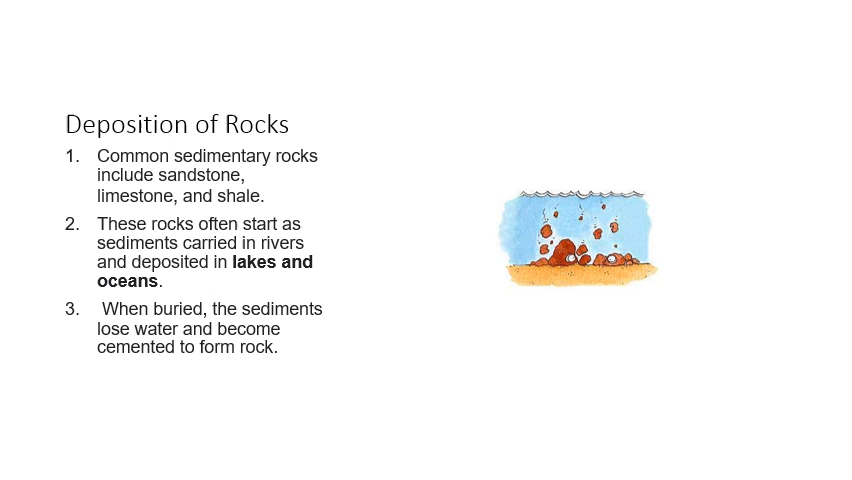 Deposition of Rocks
1. Common sedimentary rocks
include sandstone,
limestone, and shale.
2. These rocks often start as
sediments carried in rivers
and deposited in lakes and
oceans.
3. When buried, the sediments
lose water and become
cemented to form rock.